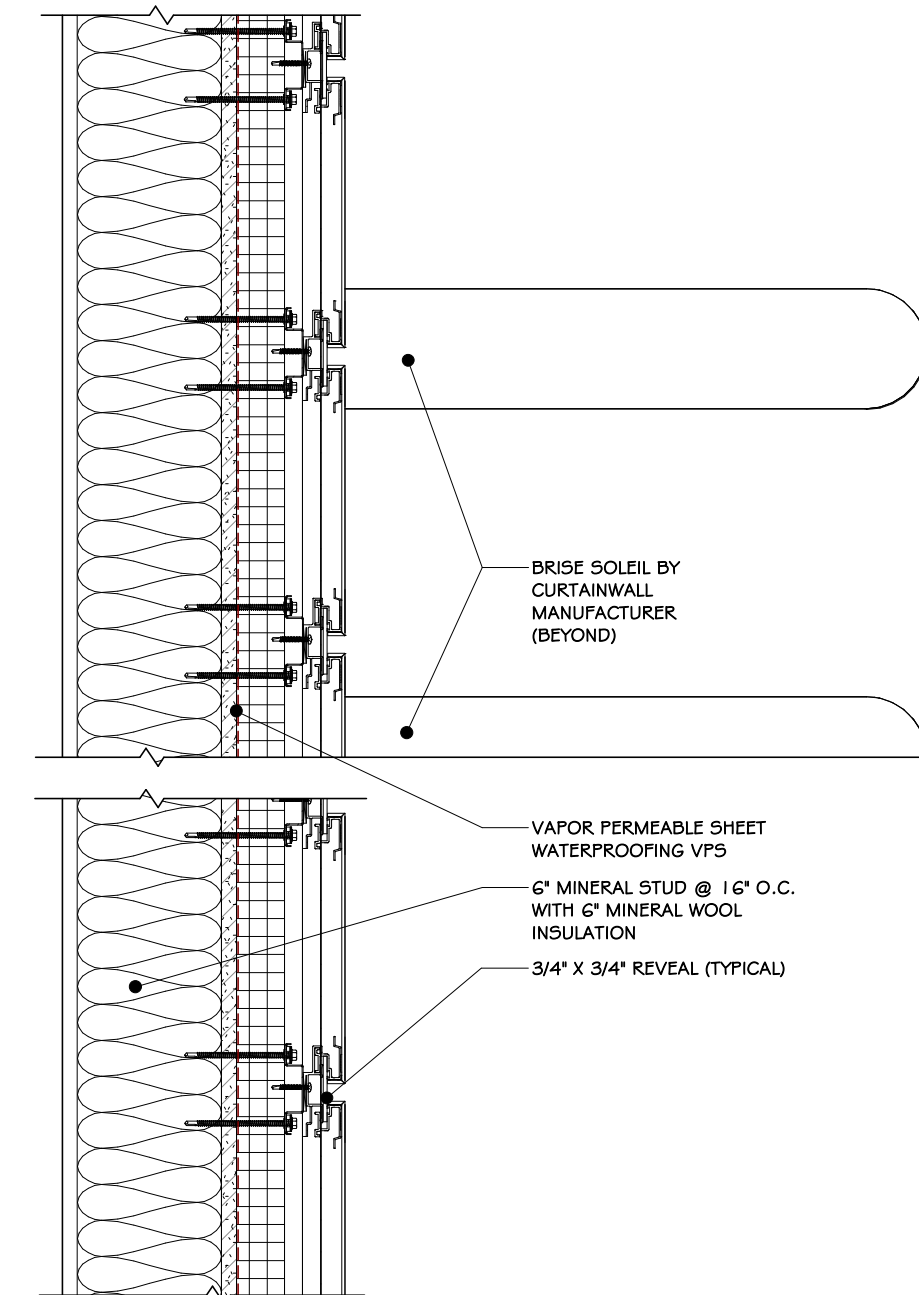 BRISE SOLEIL BY
CURTAINWALL
MANUFACTURER
(BEYOND)
VAPOR PERMEABLE SHEET
WATERPROOFING VPS
6" MINERAL STUD @ 16" O.C.
WITH 6" MINERAL WOOL
INSULATION
3/4" X 3/4" REVEAL (TYPICAL)